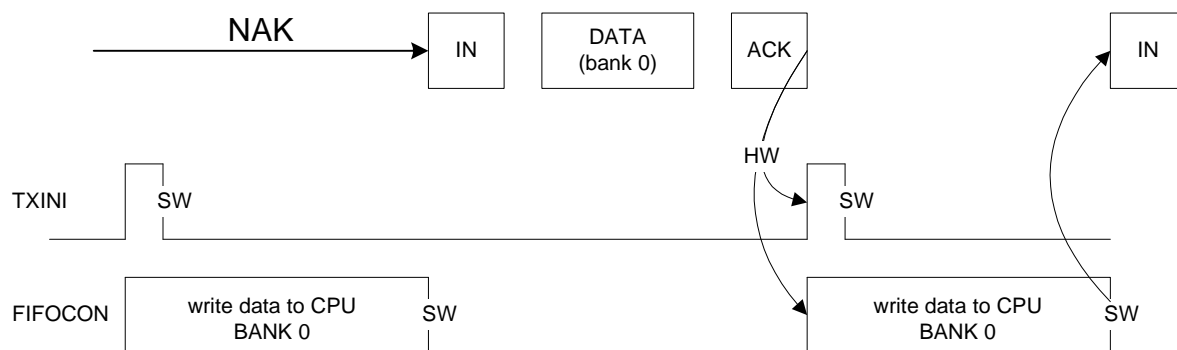 NAK
IN
DATA
(bank 0)
ACK
IN
HW
TXINI
SW
SW
FIFOCON
write data to CPU
BANK 0
SW
write data to CPU
BANK 0
SW